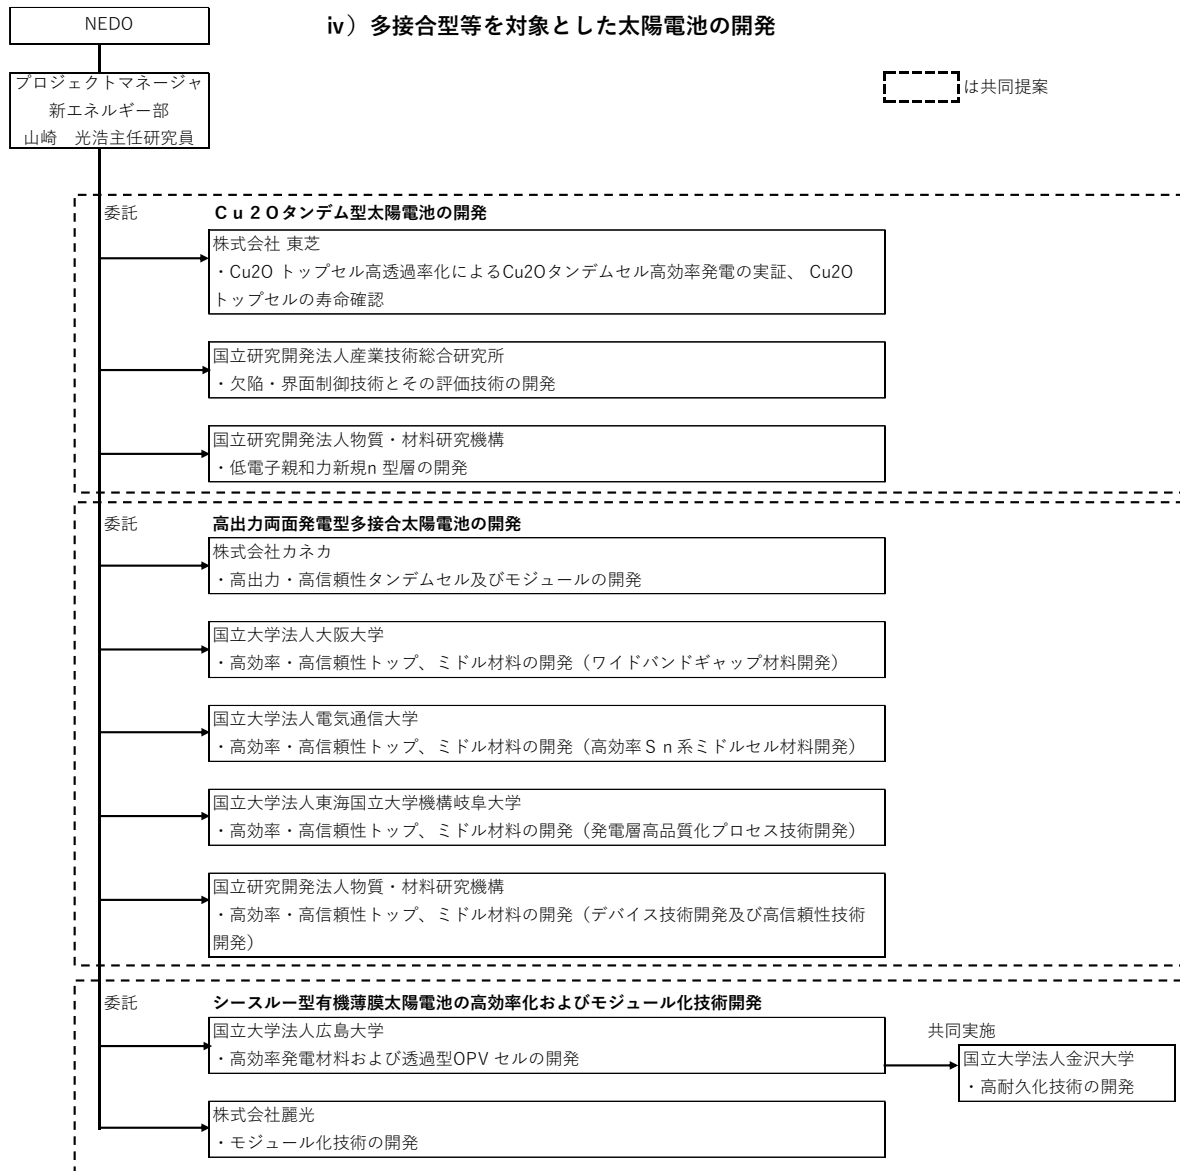 NEDO
iv）多接合型等を対象とした太陽電池の開発
プロジェクトマネージャ
新エネルギー部
山崎　光浩主任研究員
は共同提案
委託
Ｃｕ２Ｏタンデム型太陽電池の開発
株式会社 東芝
・Cu2O トップセル高透過率化によるCu2Oタンデムセル高効率発電の実証、 Cu2O
トップセルの寿命確認
国立研究開発法人産業技術総合研究所
・欠陥・界面制御技術とその評価技術の開発
国立研究開発法人物質・材料研究機構
・低電子親和力新規n 型層の開発
委託
高出力両面発電型多接合太陽電池の開発
株式会社カネカ
・高出力・高信頼性タンデムセル及びモジュールの開発
国立大学法人大阪大学
・高効率・高信頼性トップ、ミドル材料の開発（ワイドバンドギャップ材料開発）
国立大学法人電気通信大学
・高効率・高信頼性トップ、ミドル材料の開発（高効率Ｓｎ系ミドルセル材料開発）
国立大学法人東海国立大学機構岐阜大学
・高効率・高信頼性トップ、ミドル材料の開発（発電層高品質化プロセス技術開発）
国立研究開発法人物質・材料研究機構
・高効率・高信頼性トップ、ミドル材料の開発（デバイス技術開発及び高信頼性技術
開発）
委託
シースルー型有機薄膜太陽電池の高効率化およびモジュール化技術開発
国立大学法人広島大学
・高効率発電材料および透過型OPV セルの開発
共同実施
国立大学法人金沢大学
・高耐久化技術の開発
株式会社麗光
・モジュール化技術の開発